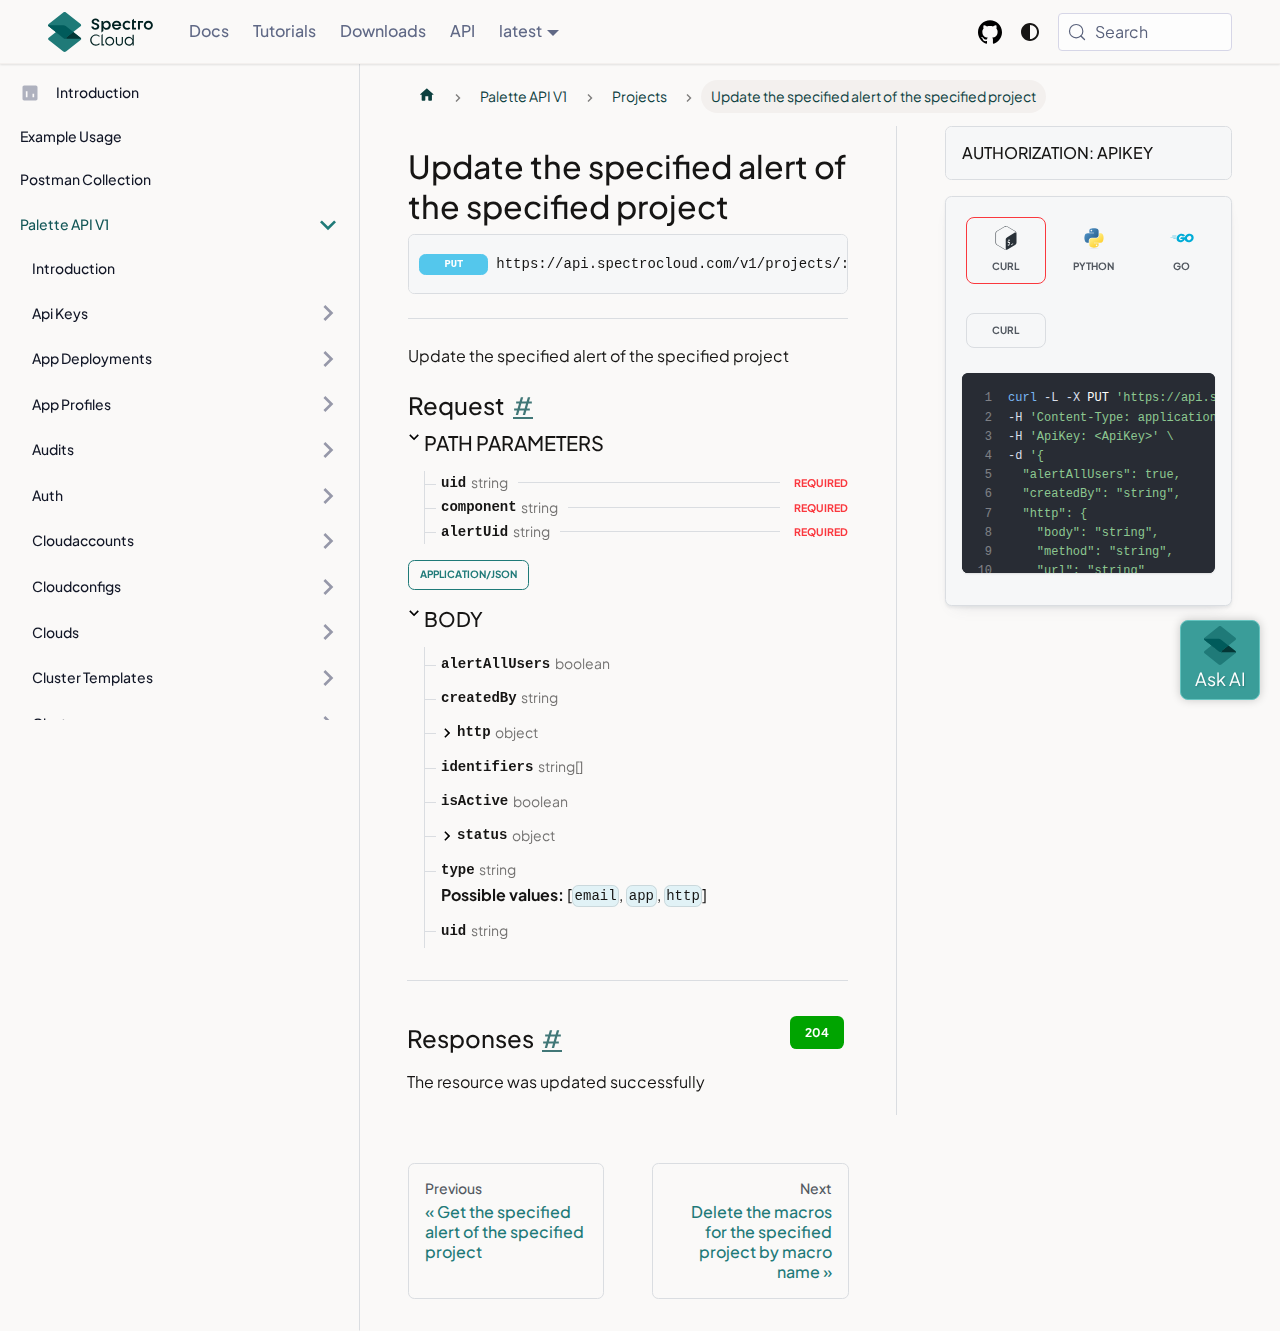 Spectro Cloud
Docs
Tutorials
Downloads
API
latest
Search
Introduction
Example Usage
Postman Collection
Palette API V1
Introduction
Api Keys
App Deployments
App Profiles
Audits
Auth
Cloudaccounts
Cloudconfigs
Clouds
Cluster Templates
Palette API V1
Projects
Update the specified alert of the specified project
Update the specified alert of
the specified project
PUT https://api.spectrocloud.com/v1/projects/:
Update the specified alert of the specified project
Request #
PATH PARAMETERS
uid string REQUIRED
component string REQUIRED
alertUid string REQUIRED
APPLICATION/JSON
BODY
alertAllUsers boolean
createdBy string
http object
identifiers string[]
isActive boolean
status object
type string
Possible values: [email, app, http]
uid string
Responses #
204
The resource was updated successfully
Previous
« Get the specified
alert of the specified
project
Next
Delete the macros
for the specified
project by macro
name »
AUTHORIZATION: APIKEY
CURL
PYTHON
GO
CURL
1 curl -L -X PUT 'https://api.s
2 -H 'Content-Type: application
3 -H 'ApiKey: <ApiKey>' \
4 -d '{
5 "alertAllUsers": true,
6 "createdBy": "string",
7 "http": {
8 "body": "string",
9 "method": "string",
10 "url": "string"
Ask AI